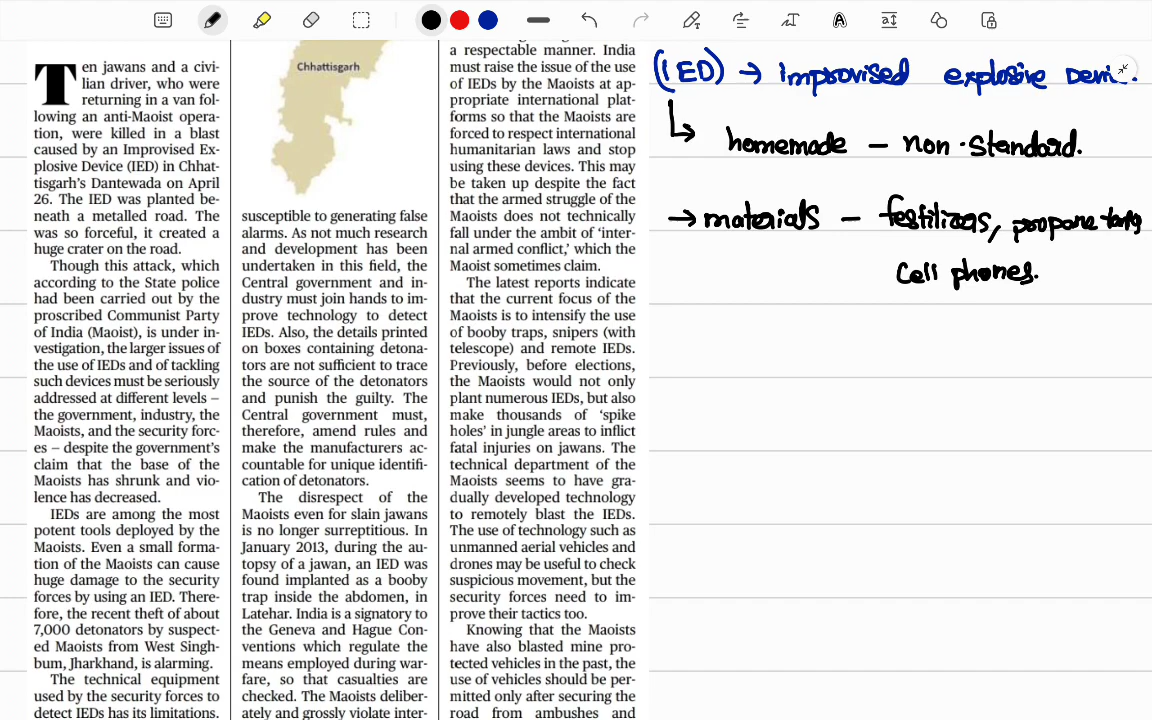 Ten jawans and a civi-
lian driver, who were
returning in a van fol-
lowing an anti-Maoist opera-
tion, were killed in a blast
caused by an Improvised Ex-
plosive Device (IED) in Chhat-
tisgarh's Dantewada on April
26. The IED was planted be-
neath a metalled road. The
was so forceful, it created a
huge crater on the road.
Though this attack, which
according to the State police
had been carried out by the
proscribed Communist Party
of India (Maoist), is under in-
vestigation, the larger issues of
the use of IEDs and of tackling
such devices must be seriously
addressed at different levels –
the government, industry, the
Maoists, and the security forc-
es – despite the government's
claim that the base of the
Maoists has shrunk and vio-
lence has decreased.
IEDs are among the most
potent tools deployed by the
Maoists. Even a small forma-
tion of the Maoists can cause
huge damage to the security
forces by using an IED. There-
fore, the recent theft of about
7,000 detonators by suspect-
ed Maoists from West Singh-
bum, Jharkhand, is alarming.
The technical equipment
used by the security forces to
detect IEDs has its limitations.
Chhattisgarh
susceptible to generating false
alarms. As not much research
and development has been
undertaken in this field, the
Central government and in-
dustry must join hands to im-
prove technology to detect
IEDs. Also, the details printed
on boxes containing detona-
tors are not sufficient to trace
the source of the detonators
and punish the guilty. The
Central government must,
therefore, amend rules and
make the manufacturers ac-
countable for unique identifi-
cation of detonators.
The disrespect of the
Maoists even for slain jawans
is no longer surreptitious. In
January 2013, during the au-
topsy of a jawan, an IED was
found implanted as a booby
trap inside the abdomen, in
Latehar. India is a signatory to
the Geneva and Hague Con-
ventions which regulate the
means employed during war-
fare, so that casualties are
checked. The Maoists deliber-
ately and grossly violate inter-
a respectable manner. India
must raise the issue of the use
of IEDs by the Maoists at ap-
propriate international plat-
forms so that the Maoists are
forced to respect international
humanitarian laws and stop
using these devices. This may
be taken up despite the fact
that the armed struggle of the
Maoists does not technically
fall under the ambit of 'inter-
nal armed conflict,' which the
Maoist sometimes claim.
The latest reports indicate
that the current focus of the
Maoists is to intensify the use
of booby traps, snipers (with
telescope) and remote IEDs.
Previously, before elections,
the Maoists would not only
plant numerous IEDs, but also
make thousands of 'spike
holes' in jungle areas to inflict
fatal injuries on jawans. The
technical department of the
Maoists seems to have gra-
dually developed technology
to remotely blast the IEDs.
The use of technology such as
unmanned aerial vehicles and
drones may be useful to check
suspicious movement, but the
security forces need to im-
prove their tactics too.
Knowing that the Maoists
have also blasted mine pro-
tected vehicles in the past, the
use of vehicles should be per-
mitted only after securing the
road from ambushes and
(IED) → improvised explosive
homemade – non-standard.
→ materials – fertilizers, propane
cell phones.